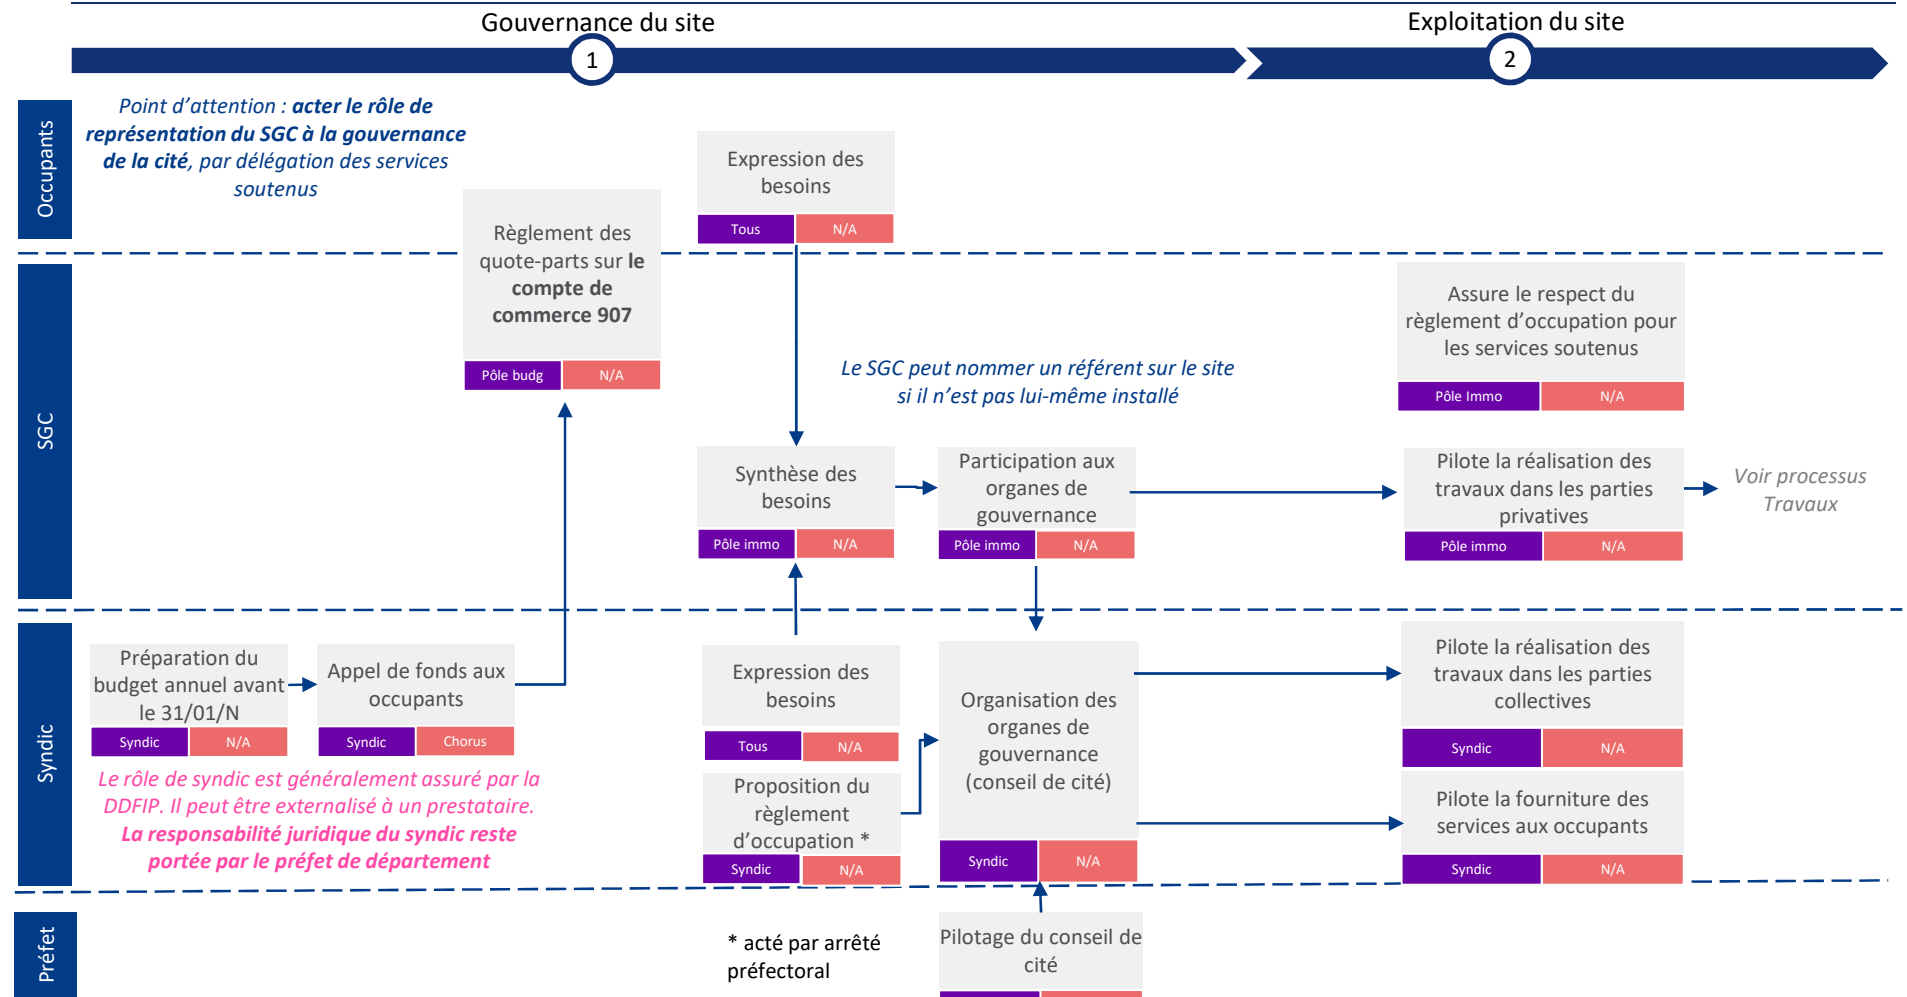 Gouvernance du site
Exploitation du site
1
2
Occupants
Point d'attention : acter le rôle de
représentation du SGC à la gouvernance
de la cité, par délégation des services
soutenus
Expression des
besoins
Tous
N/A
SGC
Règlement des
quote-parts sur le
compte de
commerce 907
Pôle budg
N/A
Le SGC peut nommer un référent sur le site
si il n'est pas lui-même installé
Assure le respect du
règlement d'occupation pour
les services soutenus
Pôle Immo
N/A
Synthèse des
besoins
Pôle immo
N/A
Participation aux
organes de
gouvernance
Pôle immo
N/A
Pilote la réalisation des
travaux dans les parties
privatives
Pôle immo
N/A
Voir processus
Travaux
Syndic
Préparation du
budget annuel avant
le 31/01/N
Syndic
N/A
Appel de fonds aux
occupants
Syndic
Chorus
Le rôle de syndic est généralement assuré par la
DDFIP. Il peut être externalisé à un prestataire.
La responsabilité juridique du syndic reste
portée par le préfet de département
Expression des
besoins
Tous
N/A
Proposition du
règlement
d'occupation *
Syndic
N/A
Organisation des
organes de
gouvernance
(conseil de cité)
Syndic
N/A
Pilote la réalisation des
travaux dans les parties
collectives
Syndic
N/A
Pilote la fourniture des
services aux occupants
Syndic
N/A
Préfet
* acté par arrêté
préfectoral
Pilotage du conseil de
cité